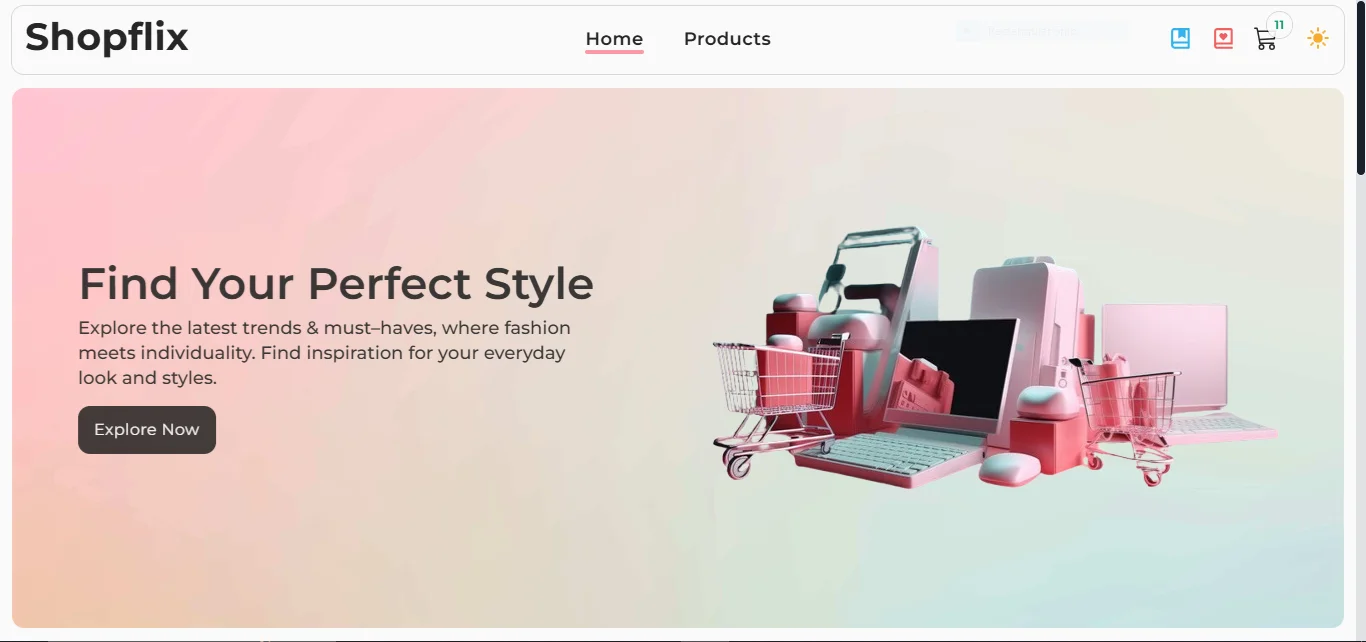 Shopflix
Home
Products
11
Find Your Perfect Style
Explore the latest trends & must–haves, where fashion
meets individuality. Find inspiration for your everyday
look and styles.
Explore Now